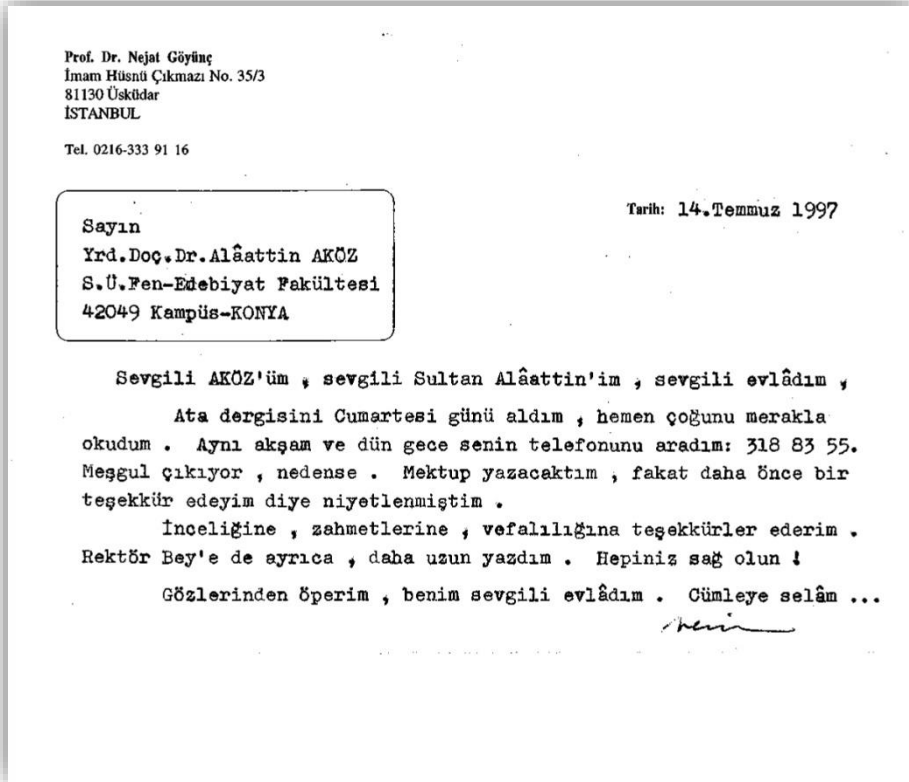 Prof. Dr. Nejat Göyünç
İmam Hüsnü Çıkmazı No. 35/3
81130 Üsküdar
İSTANBUL
Tel. 0216-333 91 16
Tarih: 14.Temmuz 1997
Sayın
Yrd.Doç.Dr.Alâattin AKÖZ
S.Ü.Fen-Edebiyat Fakültesi
42049 Kampüs-KONYA
Sevgili AKÖZ'üm , sevgili Sultan Alâattin'im , sevgili evlâdım ,
Ata dergisini Cumartesi günü aldım , hemen çoğunu merakla
okudum . Aynı akşam ve dün gece senin telefonunu aradım: 318 83 55.
Meşgul çıkıyor , nedense . Mektup yazacaktım , fakat daha önce bir
teşekkür edeyim diye niyetlenmiştim .
İnceliğine , zahmetlerine , vefalılığına teşekkürler ederim .
Rektör Bey'e de ayrıca , daha uzun yazdım . Hepiniz sağ olun !
Gözlerinden öperim , benim sevgili evlâdım . Cümleye selâm ...